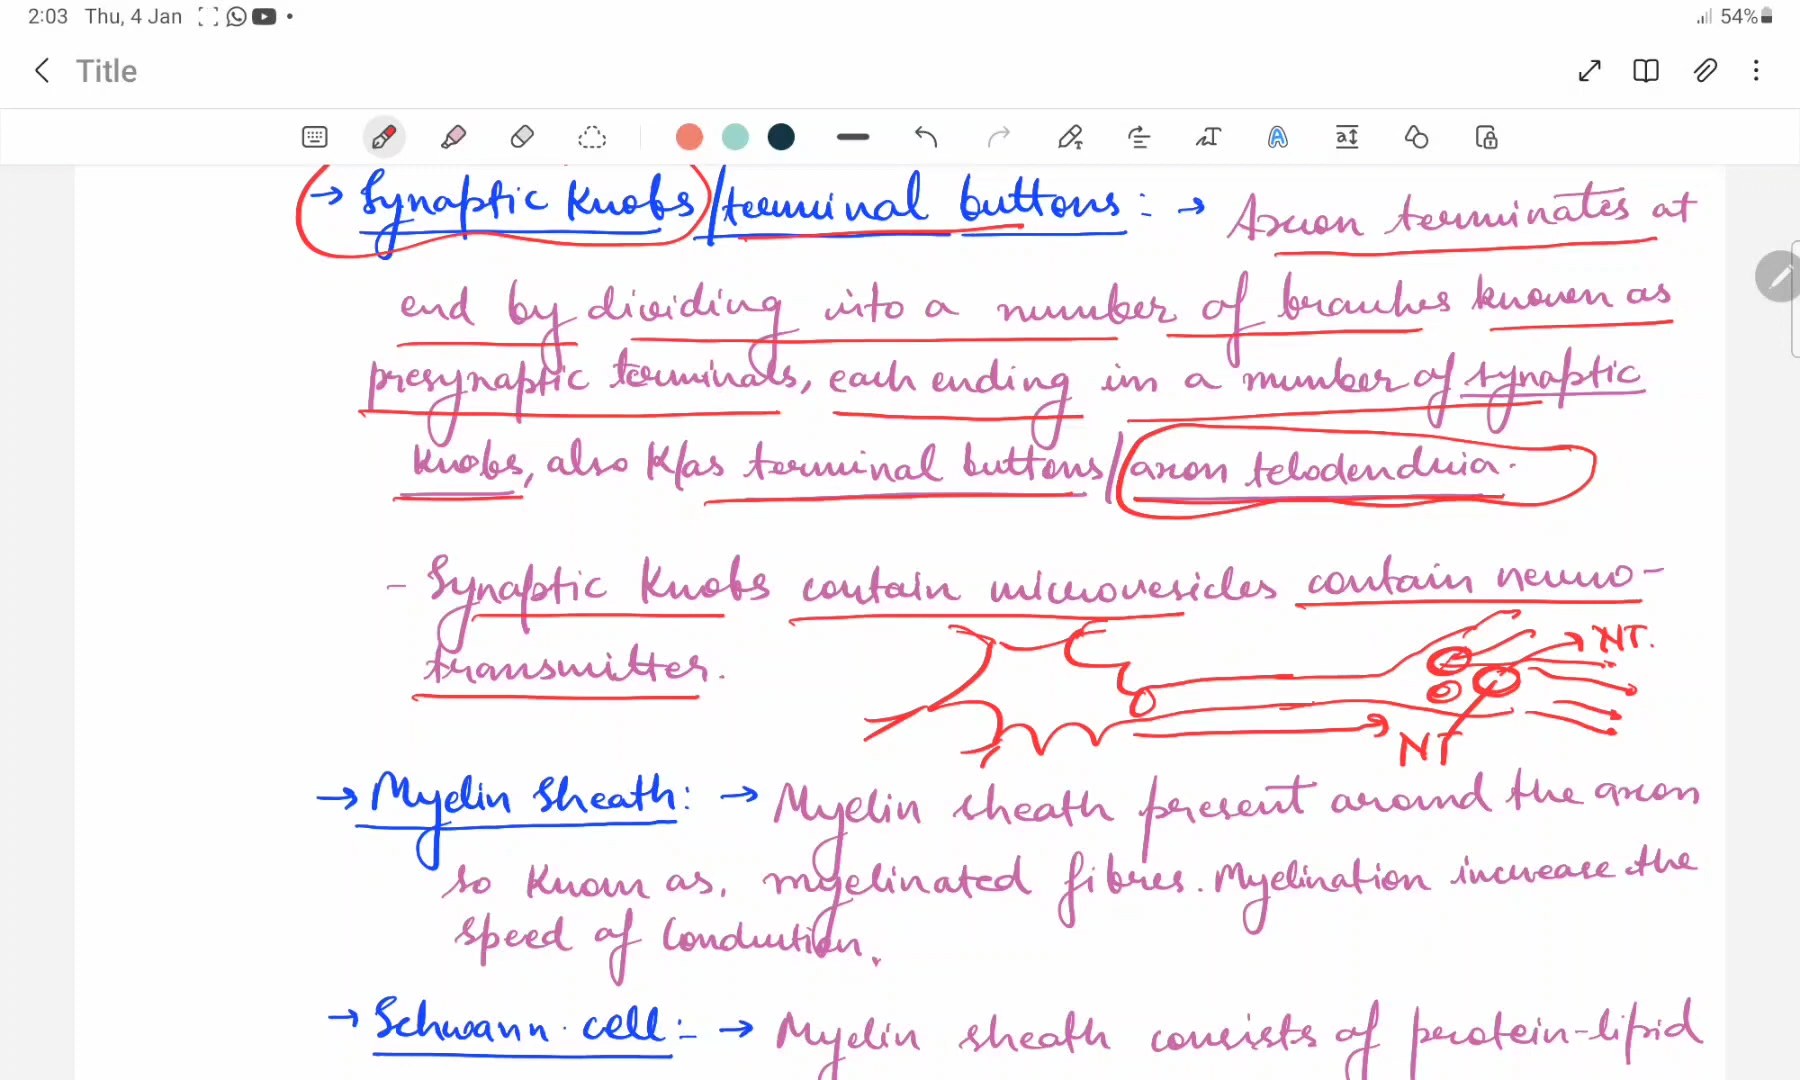 2:03 Thu, 4 Jan 54%
Title
→ Synaptic Knobs/terminal buttons :- → Axon terminates at
end by dividing into a number of branches known as
presynaptic terminals, each ending in a number of synaptic
Knobs, also K/as terminal buttons/axon telodendria.
- Synaptic Knobs contain microvesicles contain neuro-
transmitter.
NT.
NT
→ Myelin Sheath: → Myelin sheath present around the axon
so Known as, myelinated fibres. Myelination increase the
speed of Conduction.
→ Schwann cell:- → Myelin sheath consists of protein-lipid